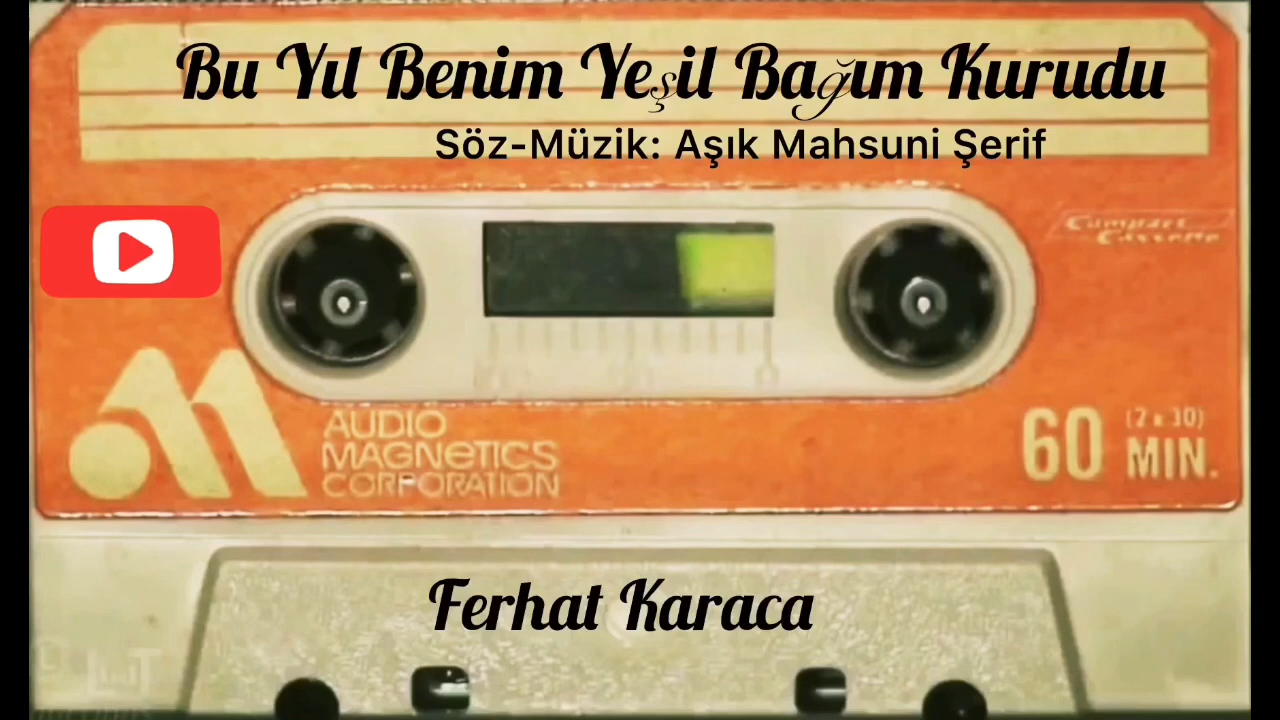 Bu Yıl Benim Yeşil Bağım Kurudu
Söz-Müzik: Aşık Mahsuni Şerif
Compact
Cassette
AUDIO
MAGNETICS
CORPORATION
60 (2 x 30)
MIN.
Ferhat Karaca